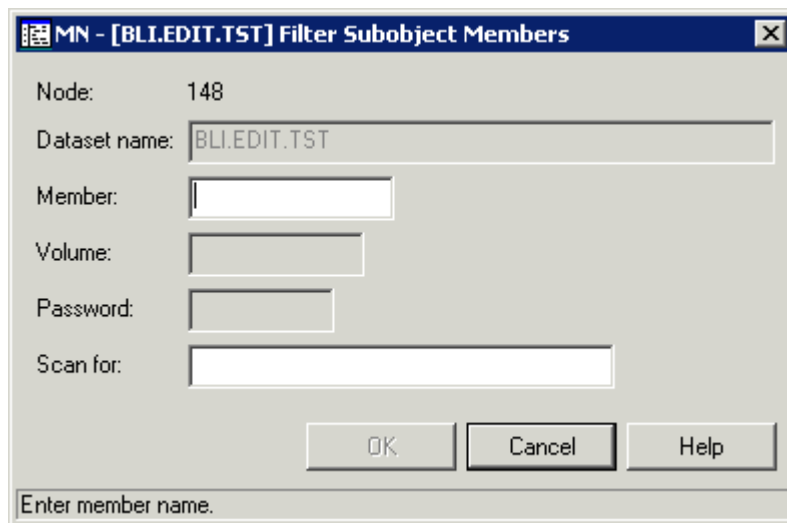 MN - [BLI.EDIT.TST] Filter Subobject Members
Node: 148
Dataset name: BLI.EDIT.TST
Member:
Volume:
Password:
Scan for:
OK Cancel Help
Enter member name.